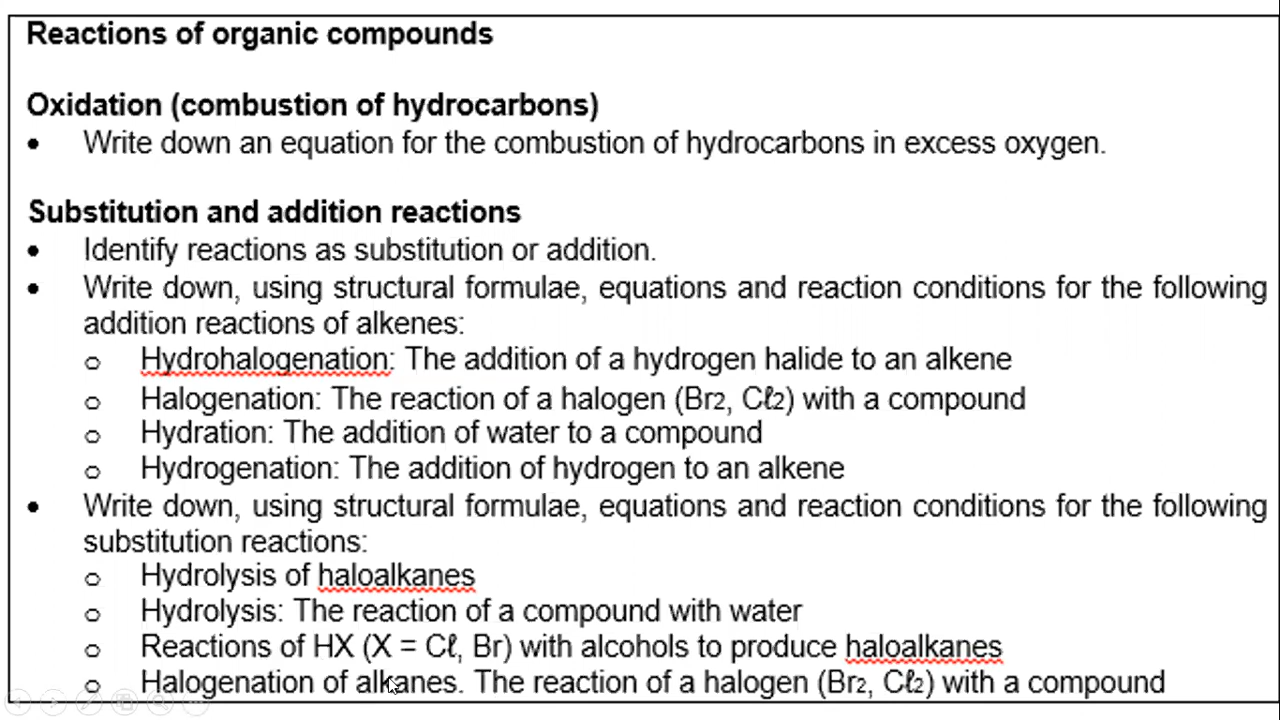 Reactions of organic compounds
Oxidation (combustion of hydrocarbons)
• Write down an equation for the combustion of hydrocarbons in excess oxygen.
Substitution and addition reactions
• Identify reactions as substitution or addition.
• Write down, using structural formulae, equations and reaction conditions for the following
addition reactions of alkenes:
o Hydrohalogenation: The addition of a hydrogen halide to an alkene
o Halogenation: The reaction of a halogen (Br2, Cℓ2) with a compound
o Hydration: The addition of water to a compound
o Hydrogenation: The addition of hydrogen to an alkene
• Write down, using structural formulae, equations and reaction conditions for the following
substitution reactions:
o Hydrolysis of haloalkanes
o Hydrolysis: The reaction of a compound with water
o Reactions of HX (X = Cℓ, Br) with alcohols to produce haloalkanes
o Halogenation of alkanes. The reaction of a halogen (Br2, Cℓ2) with a compound